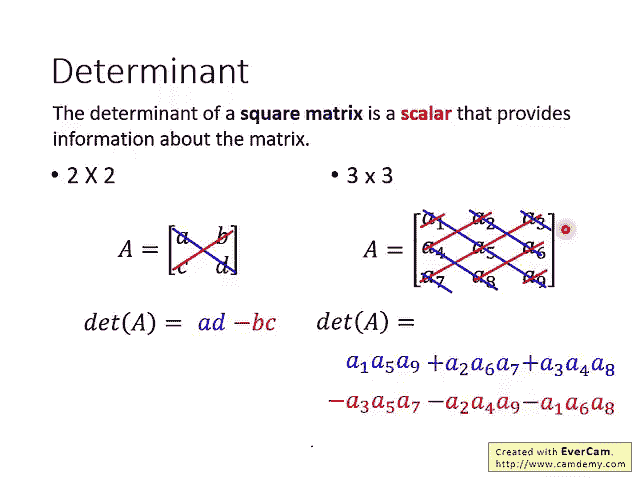 Determinant
The determinant of a square matrix is a scalar that provides
information about the matrix.
• 2 X 2
• 3 x 3
A = [a b
c d]
A = [a₁ a₂ a₃
a₄ a₅ a₆
a₇ a₈ a₉]
det(A) = ad −bc
det(A) =
a₁a₅a₉ +a₂a₆a₇+a₃a₄a₈
−a₃a₅a₇ −a₂a₄a₉−a₁a₆a₈
Created with EverCam.
http://www.camdemy.com